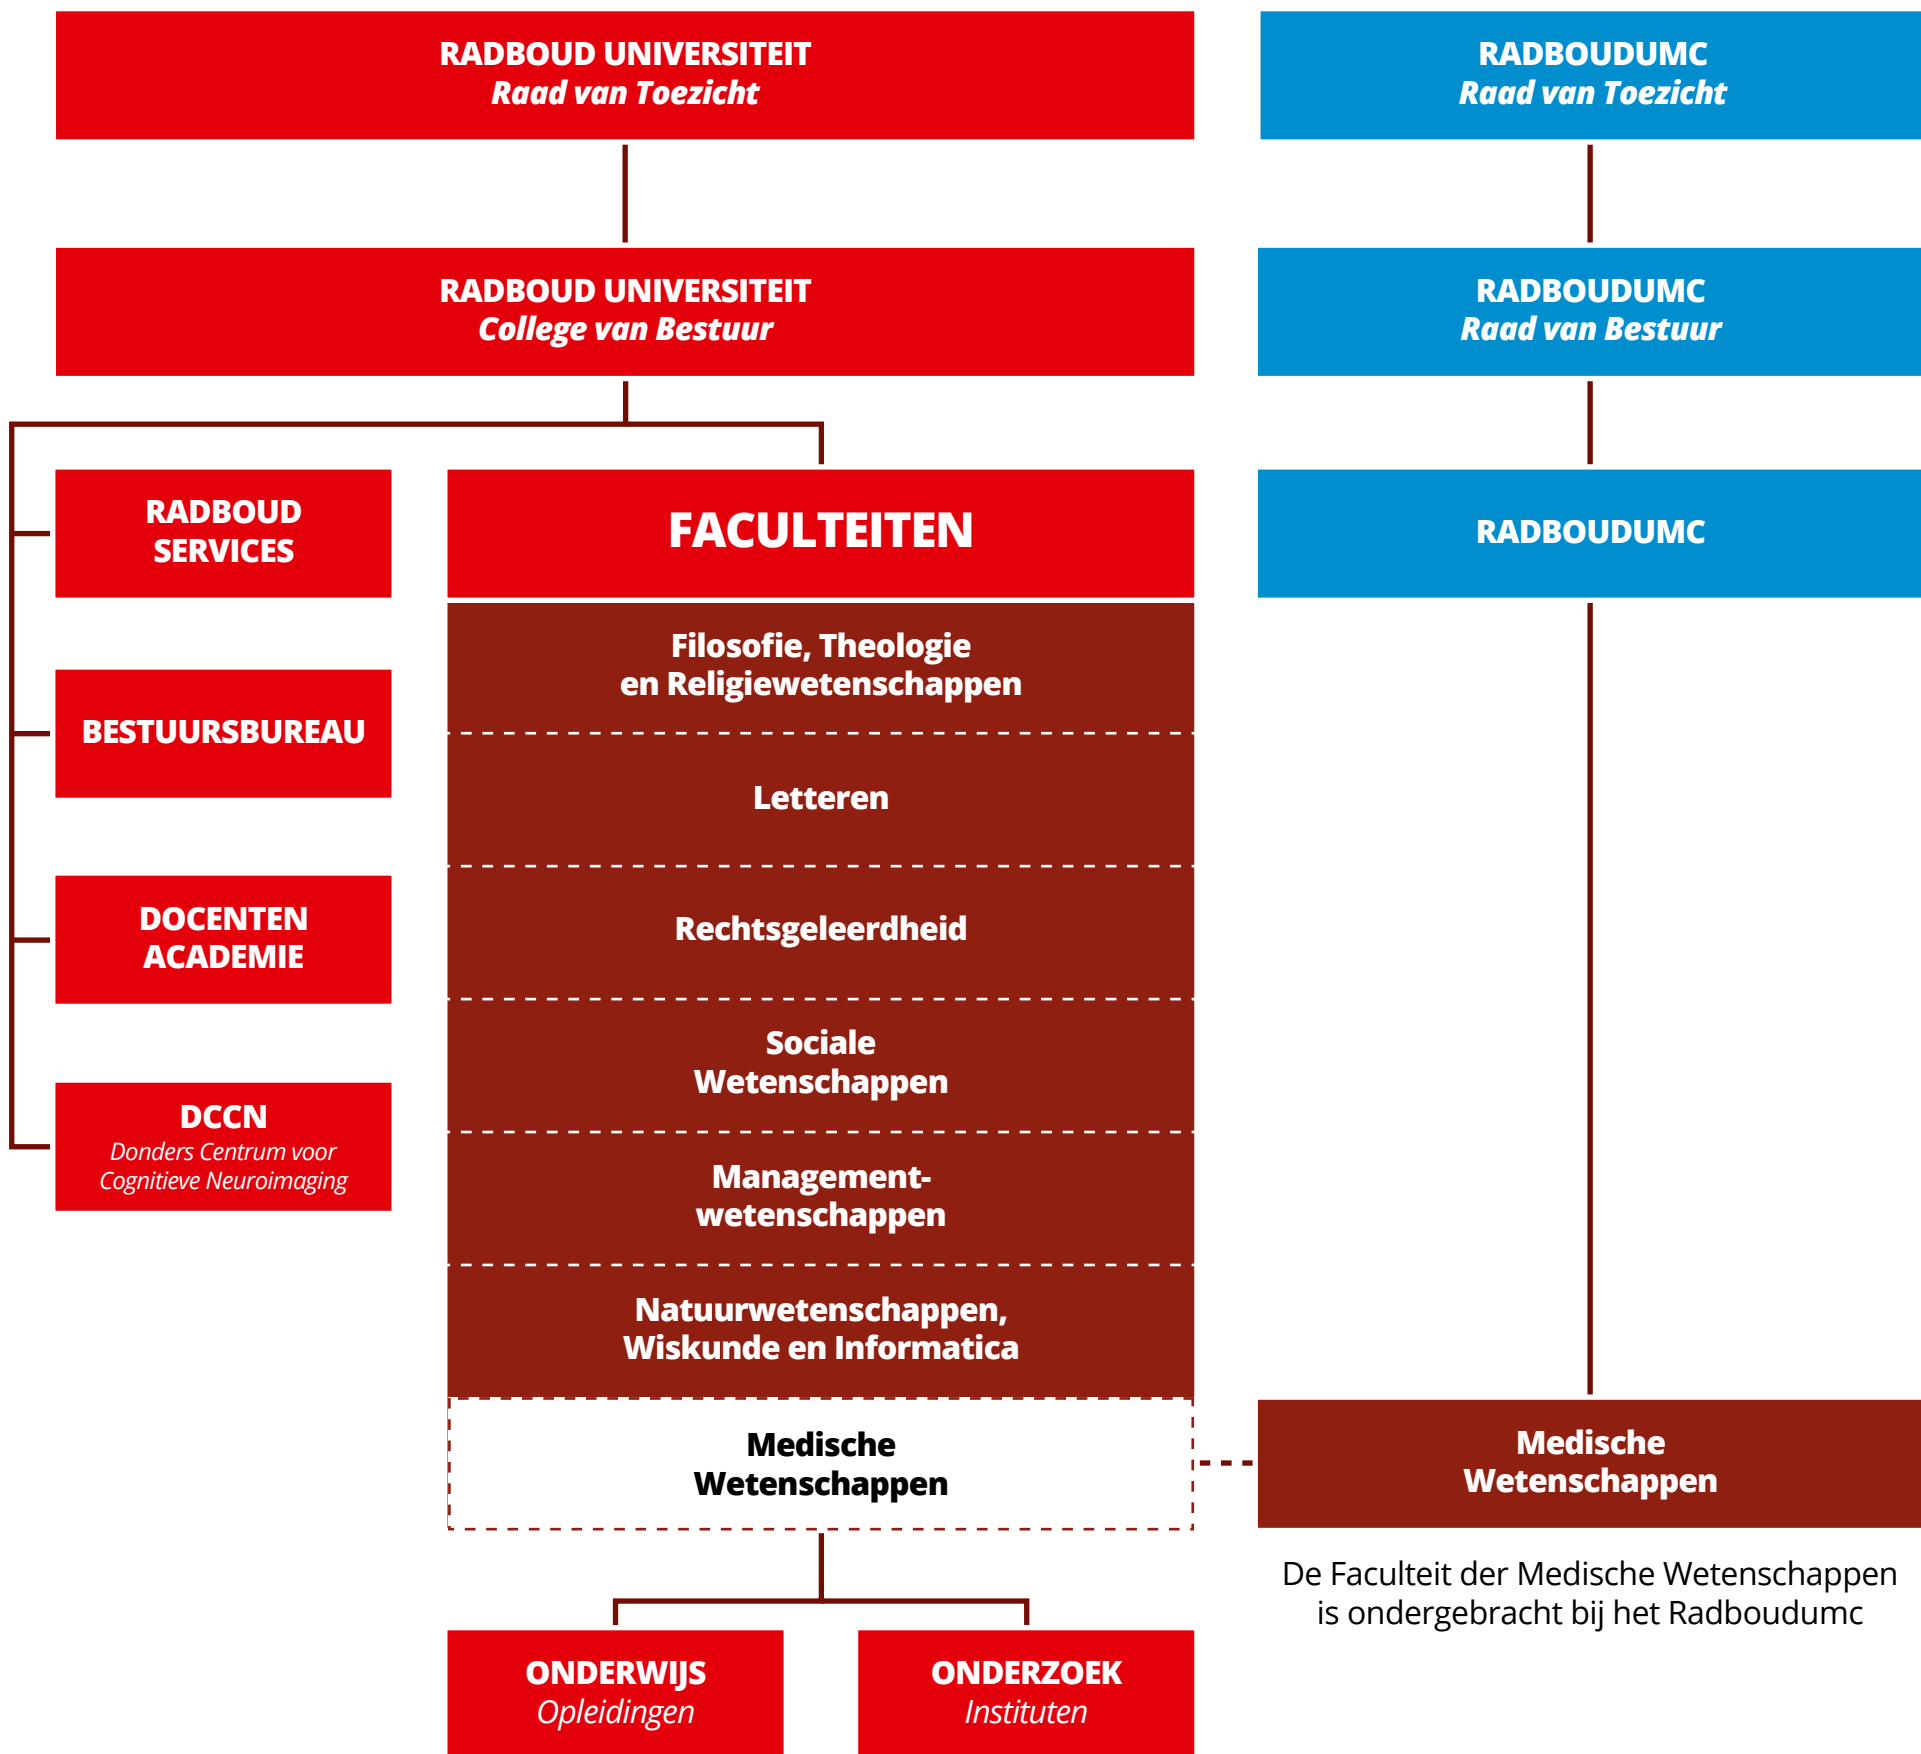 RADBOUD UNIVERSITEIT
Raad van Toezicht
RADBOUDUMC
Raad van Toezicht
RADBOUD UNIVERSITEIT
College van Bestuur
RADBOUDUMC
Raad van Bestuur
RADBOUD
SERVICES
FACULTEITEN
RADBOUDUMC
BESTUURSBUREAU
DOCENTEN
ACADEMIE
DCCN
Donders Centrum voor
Cognitieve Neuroimaging
Filosofie, Theologie
en Religiewetenschappen
Letteren
Rechtsgeleerdheid
Sociale
Wetenschappen
Management-
wetenschappen
Natuurwetenschappen,
Wiskunde en Informatica
Medische
Wetenschappen
Medische
Wetenschappen
De Faculteit der Medische Wetenschappen
is ondergebracht bij het Radboudumc
ONDERWIJS
Opleidingen
ONDERZOEK
Instituten